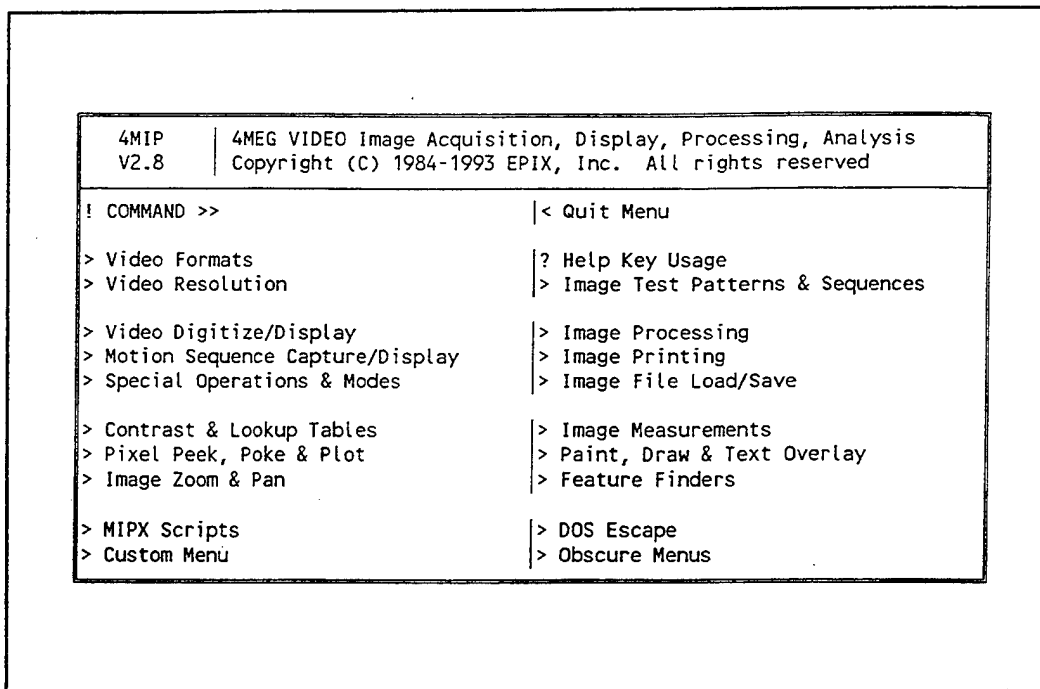 4MIP | 4MEG VIDEO Image Acquisition, Display, Processing, Analysis
V2.8 | Copyright (C) 1984-1993 EPIX, Inc. All rights reserved
! COMMAND >> |< Quit Menu
> Video Formats |? Help Key Usage
> Video Resolution |> Image Test Patterns & Sequences
> Video Digitize/Display |> Image Processing
> Motion Sequence Capture/Display |> Image Printing
> Special Operations & Modes |> Image File Load/Save
> Contrast & Lookup Tables |> Image Measurements
> Pixel Peek, Poke & Plot |> Paint, Draw & Text Overlay
> Image Zoom & Pan |> Feature Finders
> MIPX Scripts |> DOS Escape
> Custom Menu |> Obscure Menus